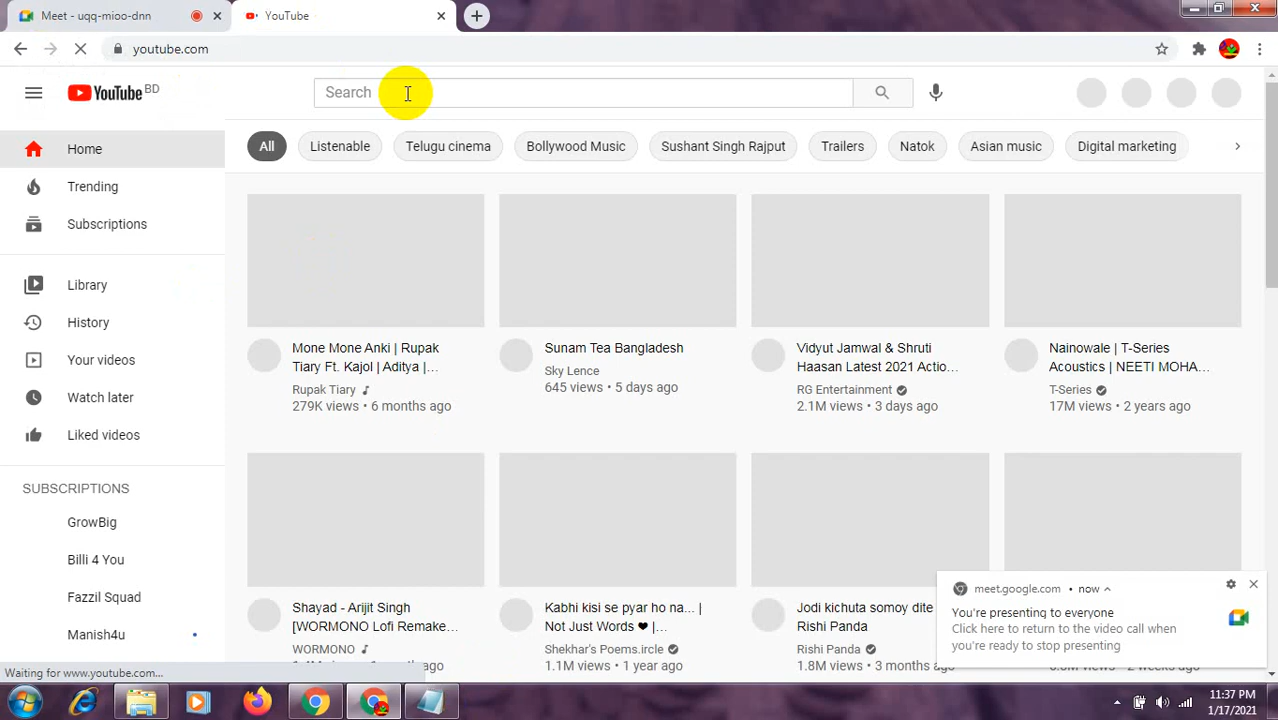 Meet - uqq-mioo-dnn
YouTube
youtube.com
YouTube BD
Search
All
Listenable
Telugu cinema
Bollywood Music
Sushant Singh Rajput
Trailers
Natok
Asian music
Digital marketing
Home
Trending
Subscriptions
Library
History
Your videos
Watch later
Liked videos
SUBSCRIPTIONS
GrowBig
Billi 4 You
Fazzil Squad
Manish4u
Mone Mone Anki | Rupak
Tiary Ft. Kajol | Aditya |...
Rupak Tiary
279K views • 6 months ago
Sunam Tea Bangladesh
Sky Lence
645 views • 5 days ago
Vidyut Jamwal & Shruti
Haasan Latest 2021 Actio...
RG Entertainment
2.1M views • 3 days ago
Nainowale | T-Series
Acoustics | NEETI MOHA...
T-Series
17M views • 2 years ago
Shayad - Arijit Singh
[WORMONO Lofi Remake...
WORMONO
Kabhi kisi se pyar ho na... |
Not Just Words ❤ |...
Shekhar's Poems.ircle
1.1M views • 1 year ago
Jodi kichuta somoy dite
Rishi Panda
Rishi Panda
1.8M views • 3 months ago
meet.google.com • now
You're presenting to everyone
Click here to return to the video call when
you're ready to stop presenting
Waiting for www.youtube.com...
11:37 PM
1/17/2021